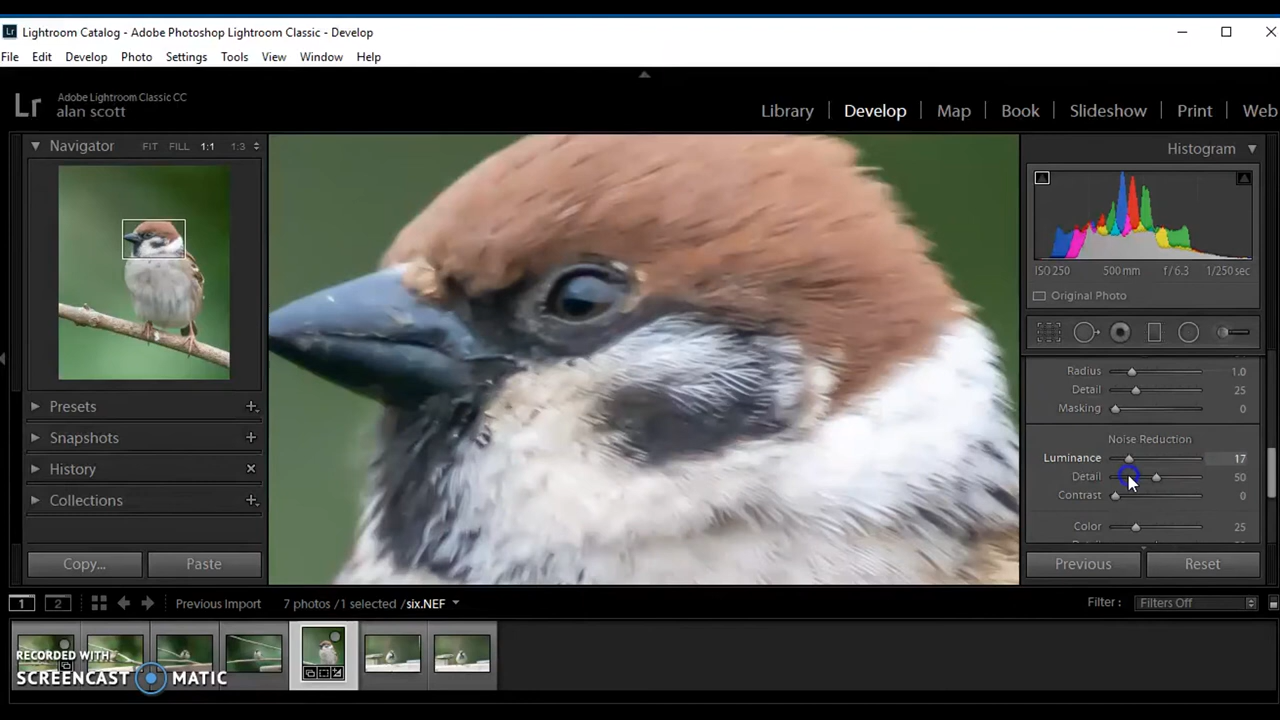 Lr Lightroom Catalog - Adobe Photoshop Lightroom Classic - Develop
File Edit Develop Photo Settings Tools View Window Help
Lr Adobe Lightroom Classic CC
alan scott
Library | Develop | Map | Book | Slideshow | Print | Web
Navigator FIT FILL 1:1 1:3
Histogram
ISO 250 500 mm f / 6.3 1/250 sec
Original Photo
Radius 1.0
Detail 25
Masking 0
Noise Reduction
Luminance 17
Detail 50
Contrast 0
Color 25
Presets
Snapshots
History
Collections
Copy... Paste
Previous Reset
1 2 Previous Import 7 photos /1 selected /six.NEF Filter : Filters Off
RECORDED WITH
SCREENCAST MATIC